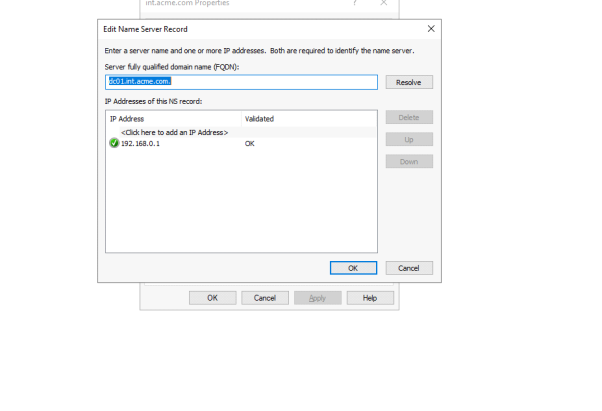 int.acme.com Properties
Edit Name Server Record
Enter a server name and one or more IP addresses. Both are required to identify the name server.
Server fully qualified domain name (FQDN):
dc01.int.acme.com.
Resolve
IP Addresses of this NS record:
IP Address Validated
Delete
<Click here to add an IP Address>
192.168.0.1 OK
Up
Down
OK Cancel
OK Cancel Apply Help